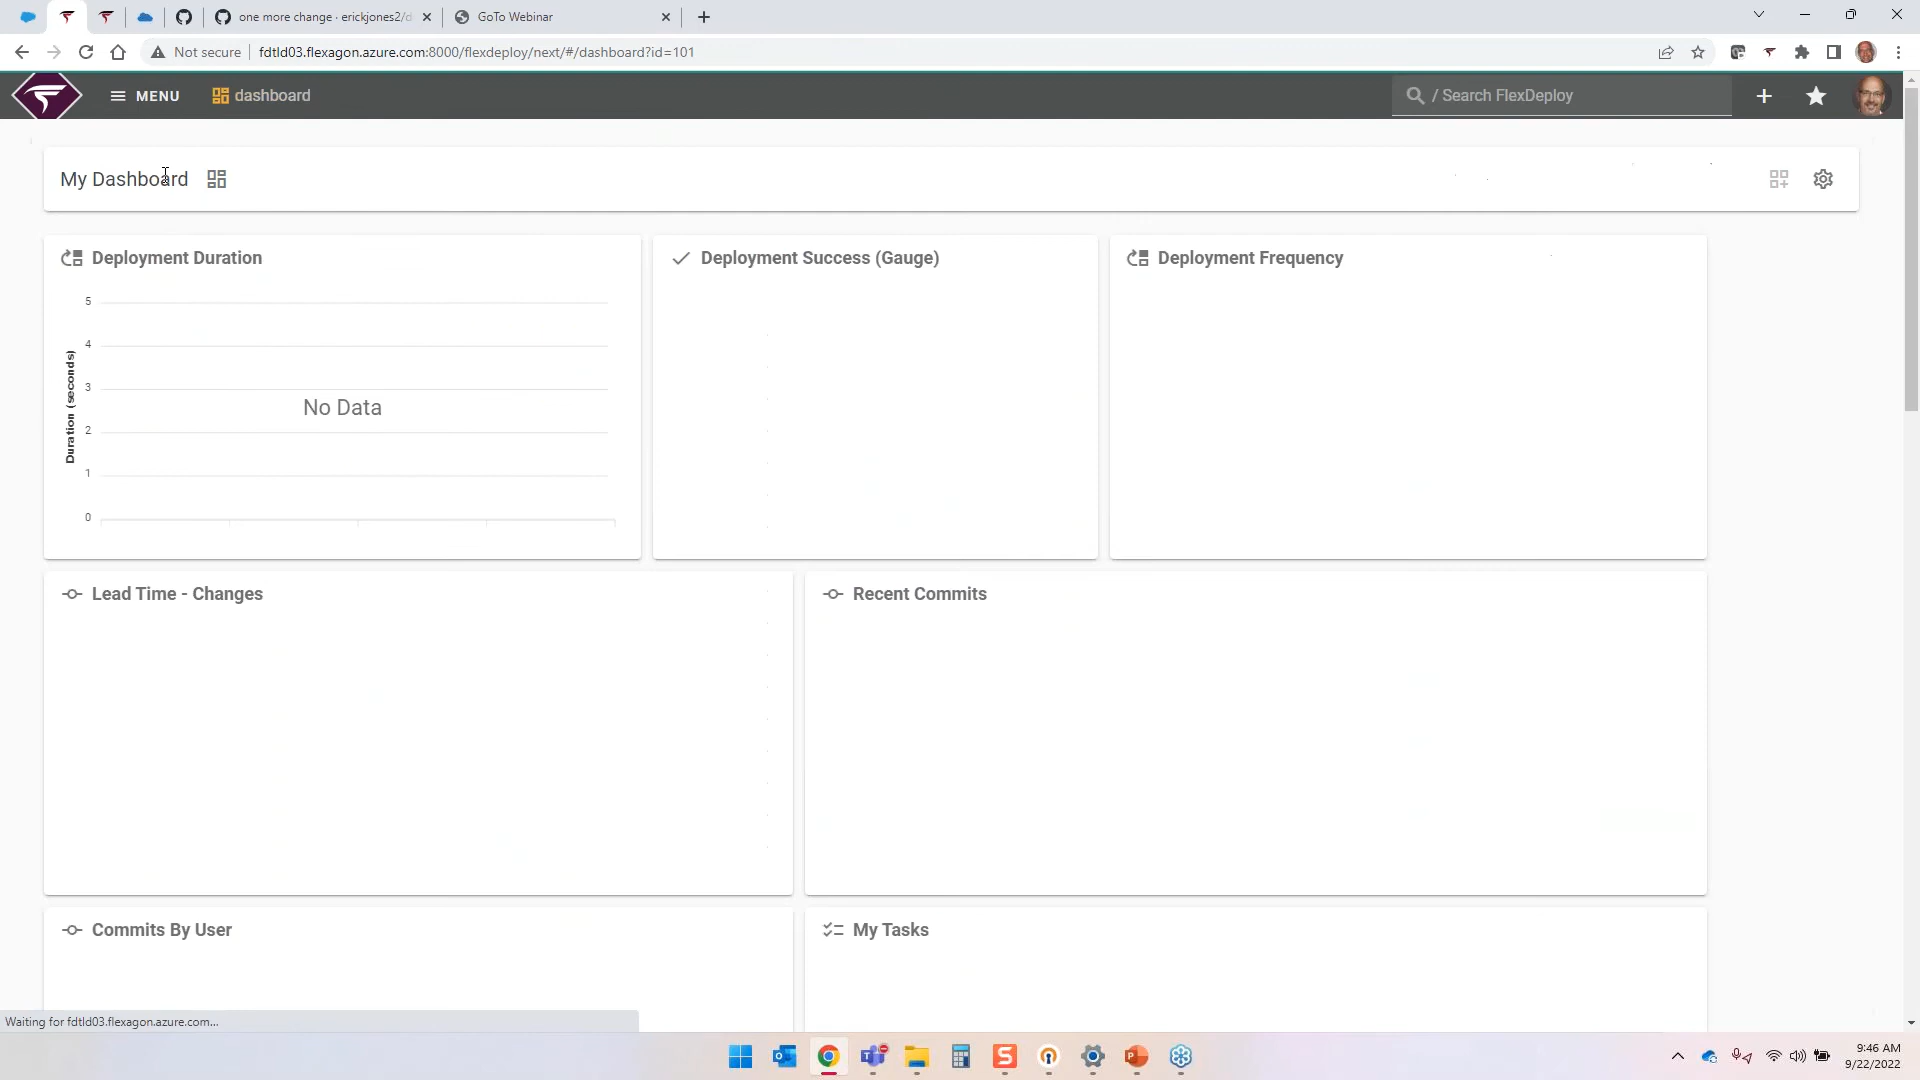 one more change · erickjones2/d
GoTo Webinar
Not secure
fdtld03.flexagon.azure.com:8000/flexdeploy/next/#/dashboard?id=101
MENU
dashboard
/ Search FlexDeploy
My Dashboard
Deployment Duration
Deployment Success (Gauge)
Deployment Frequency
5
4
3
2
1
0
Duration (seconds)
No Data
Lead Time - Changes
Recent Commits
Commits By User
My Tasks
Waiting for fdtld03.flexagon.azure.com...
9:46 AM
9/22/2022